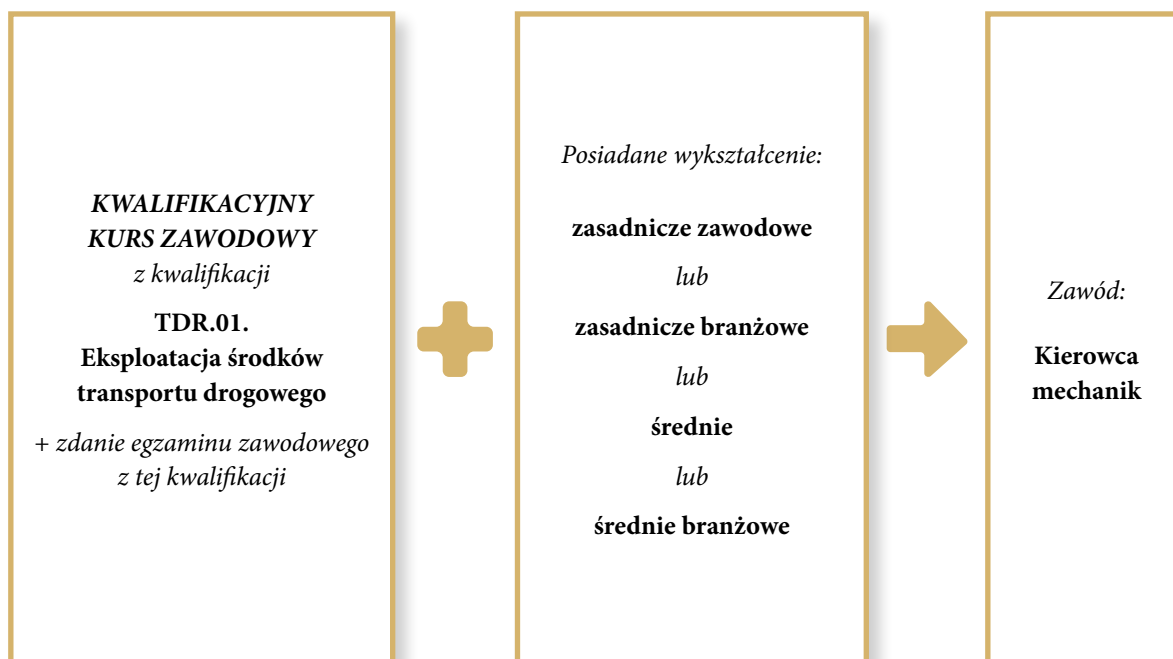 KWALIFIKACYJNY
KURS ZAWODOWY
z kwalifikacji
TDR.01.
Eksploatacja środków
transportu drogowego
+ zdanie egzaminu zawodowego
z tej kwalifikacji
Posiadane wykształcenie:
zasadnicze zawodowe
lub
zasadnicze branżowe
lub
średnie
lub
średnie branżowe
Zawód:
Kierowca
mechanik